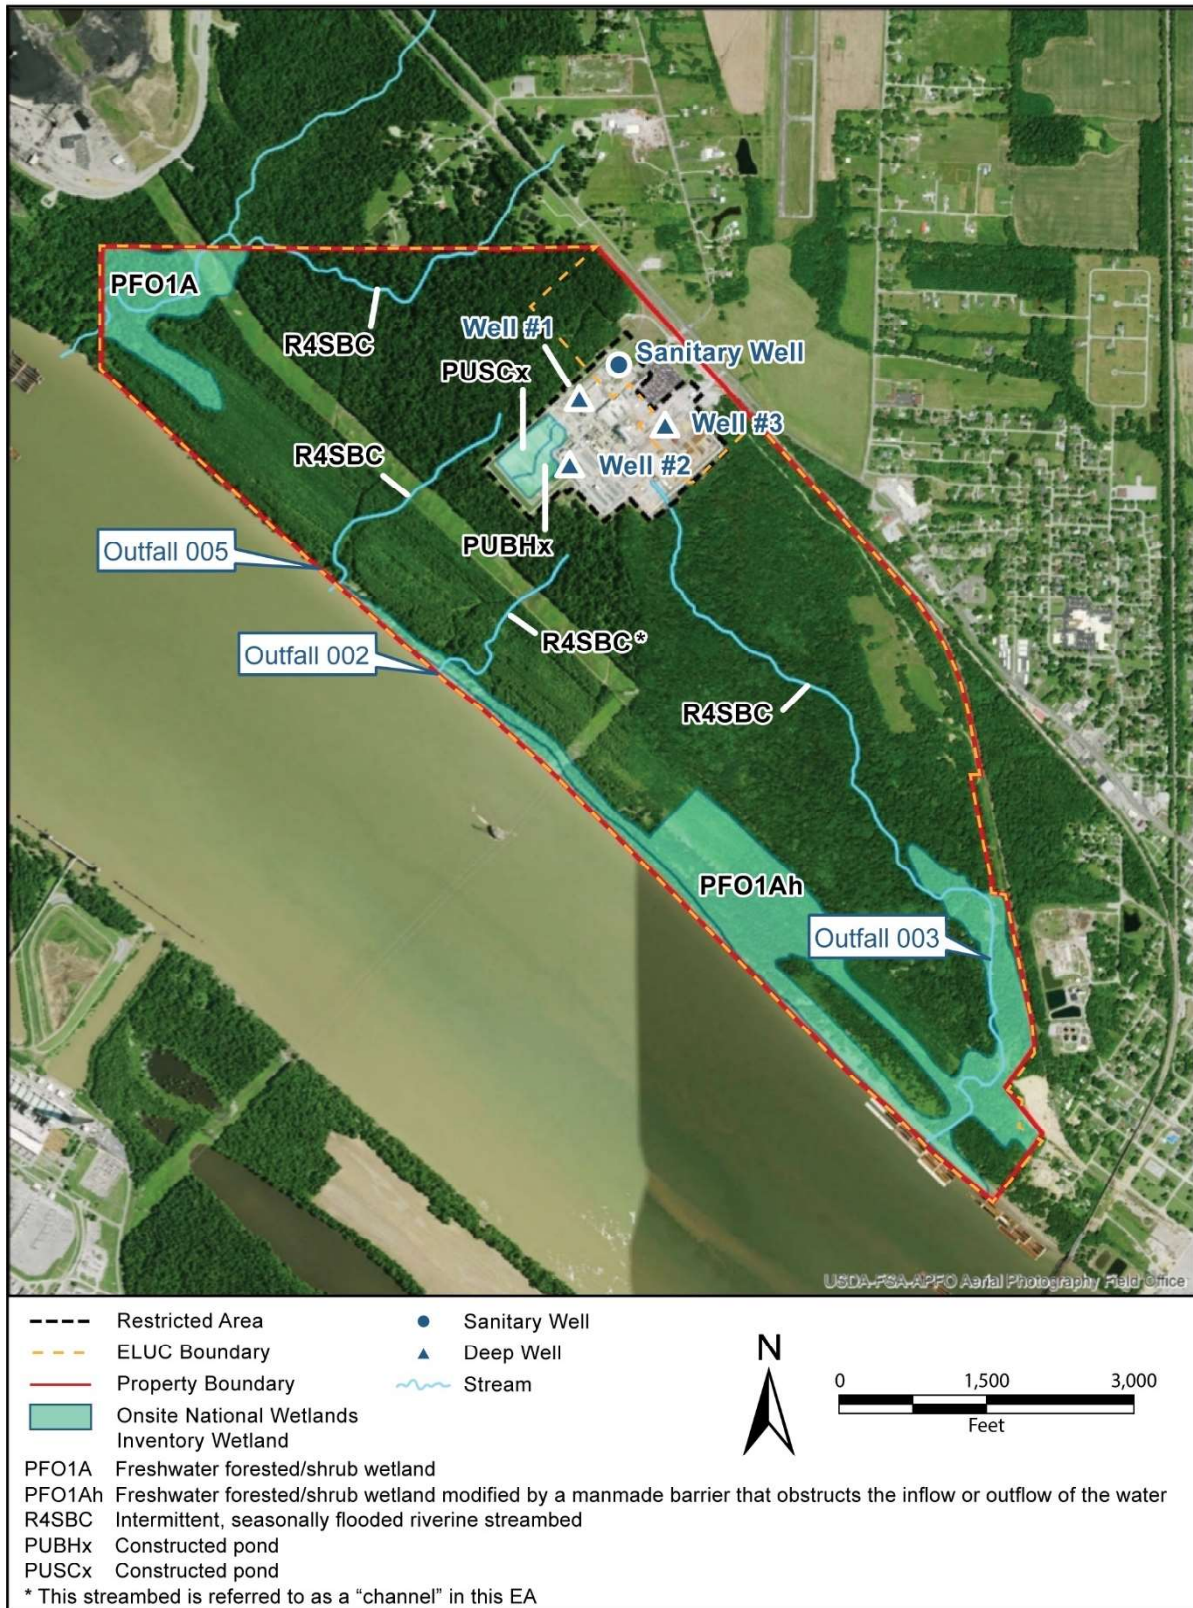 PFO1A
R4SBC
Well #1
Sanitary Well
PUSCx
Well #3
R4SBC
Well #2
PUBHx
Outfall 005
R4SBC*
Outfall 002
R4SBC
PFO1Ah
Outfall 003
USDA-FSA-APFO Aerial Photography Field Office
Restricted Area
ELUC Boundary
Property Boundary
Onsite National Wetlands
Inventory Wetland
Sanitary Well
Deep Well
Stream
N
0 1,500 3,000
Feet
PFO1A Freshwater forested/shrub wetland
PFO1Ah Freshwater forested/shrub wetland modified by a manmade barrier that obstructs the inflow or outflow of the water
R4SBC Intermittent, seasonally flooded riverine streambed
PUBHx Constructed pond
PUSCx Constructed pond
* This streambed is referred to as a “channel” in this EA